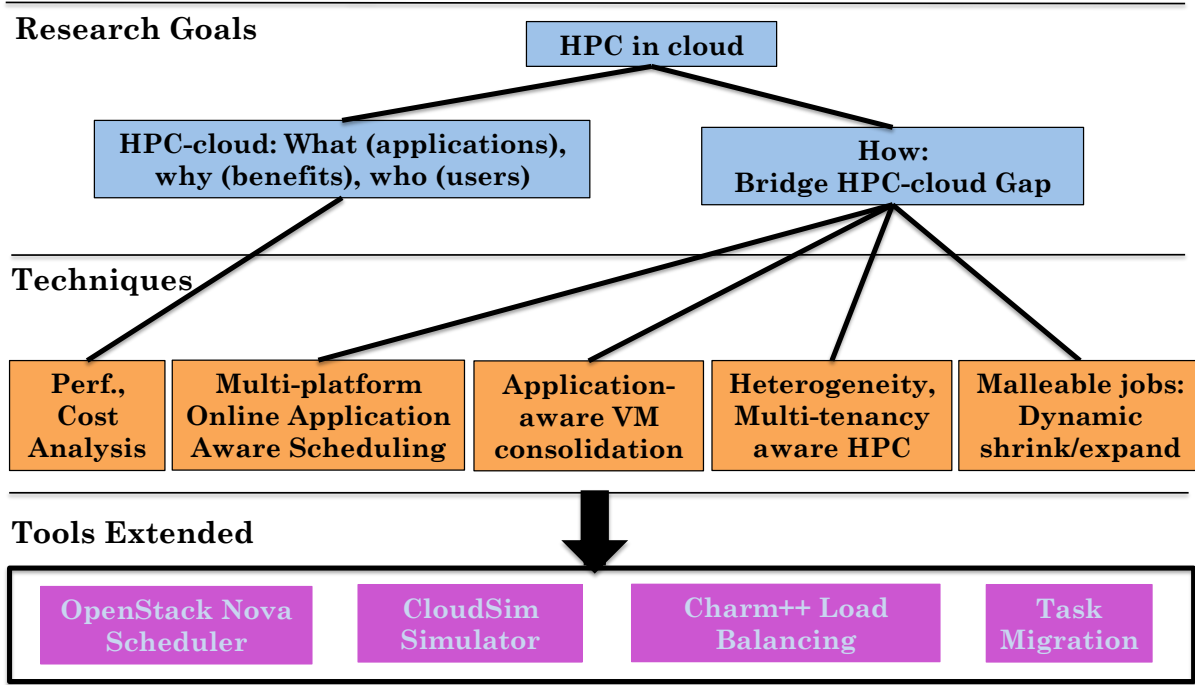 Research Goals
HPC in cloud
HPC-cloud: What (applications),
why (benefits), who (users)
How:
Bridge HPC-cloud Gap
Techniques
Perf.,
Cost
Analysis
Multi-platform
Online Application
Aware Scheduling
Application-
aware VM
consolidation
Heterogeneity,
Multi-tenancy
aware HPC
Malleable jobs:
Dynamic
shrink/expand
Tools Extended
OpenStack Nova
Scheduler
CloudSim
Simulator
Charm++ Load
Balancing
Task
Migration